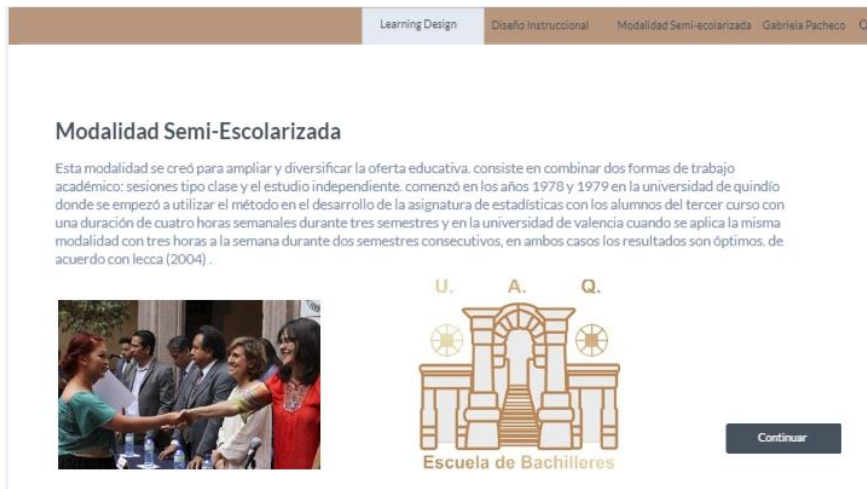 Learning Design Diseño Instruccional Modalidad Semi-ecolarizada Gabriela Pacheco
Modalidad Semi-Escolarizada
Esta modalidad se creó para ampliar y diversificar la oferta educativa. consiste en combinar dos formas de trabajo
académico: sesiones tipo clase y el estudio independiente. comenzó en los años 1978 y 1979 en la universidad de quindío
donde se empezó a utilizar el método en el desarrollo de la asignatura de estadísticas con los alumnos del tercer curso con
una duración de cuatro horas semanales durante tres semestres y en la universidad de valencia cuando se aplica la misma
modalidad con tres horas a la semana durante dos semestres consecutivos, en ambos casos los resultados son óptimos. de
acuerdo con lecca (2004) .
U. A. Q.
Escuela de Bachilleres
Continuar